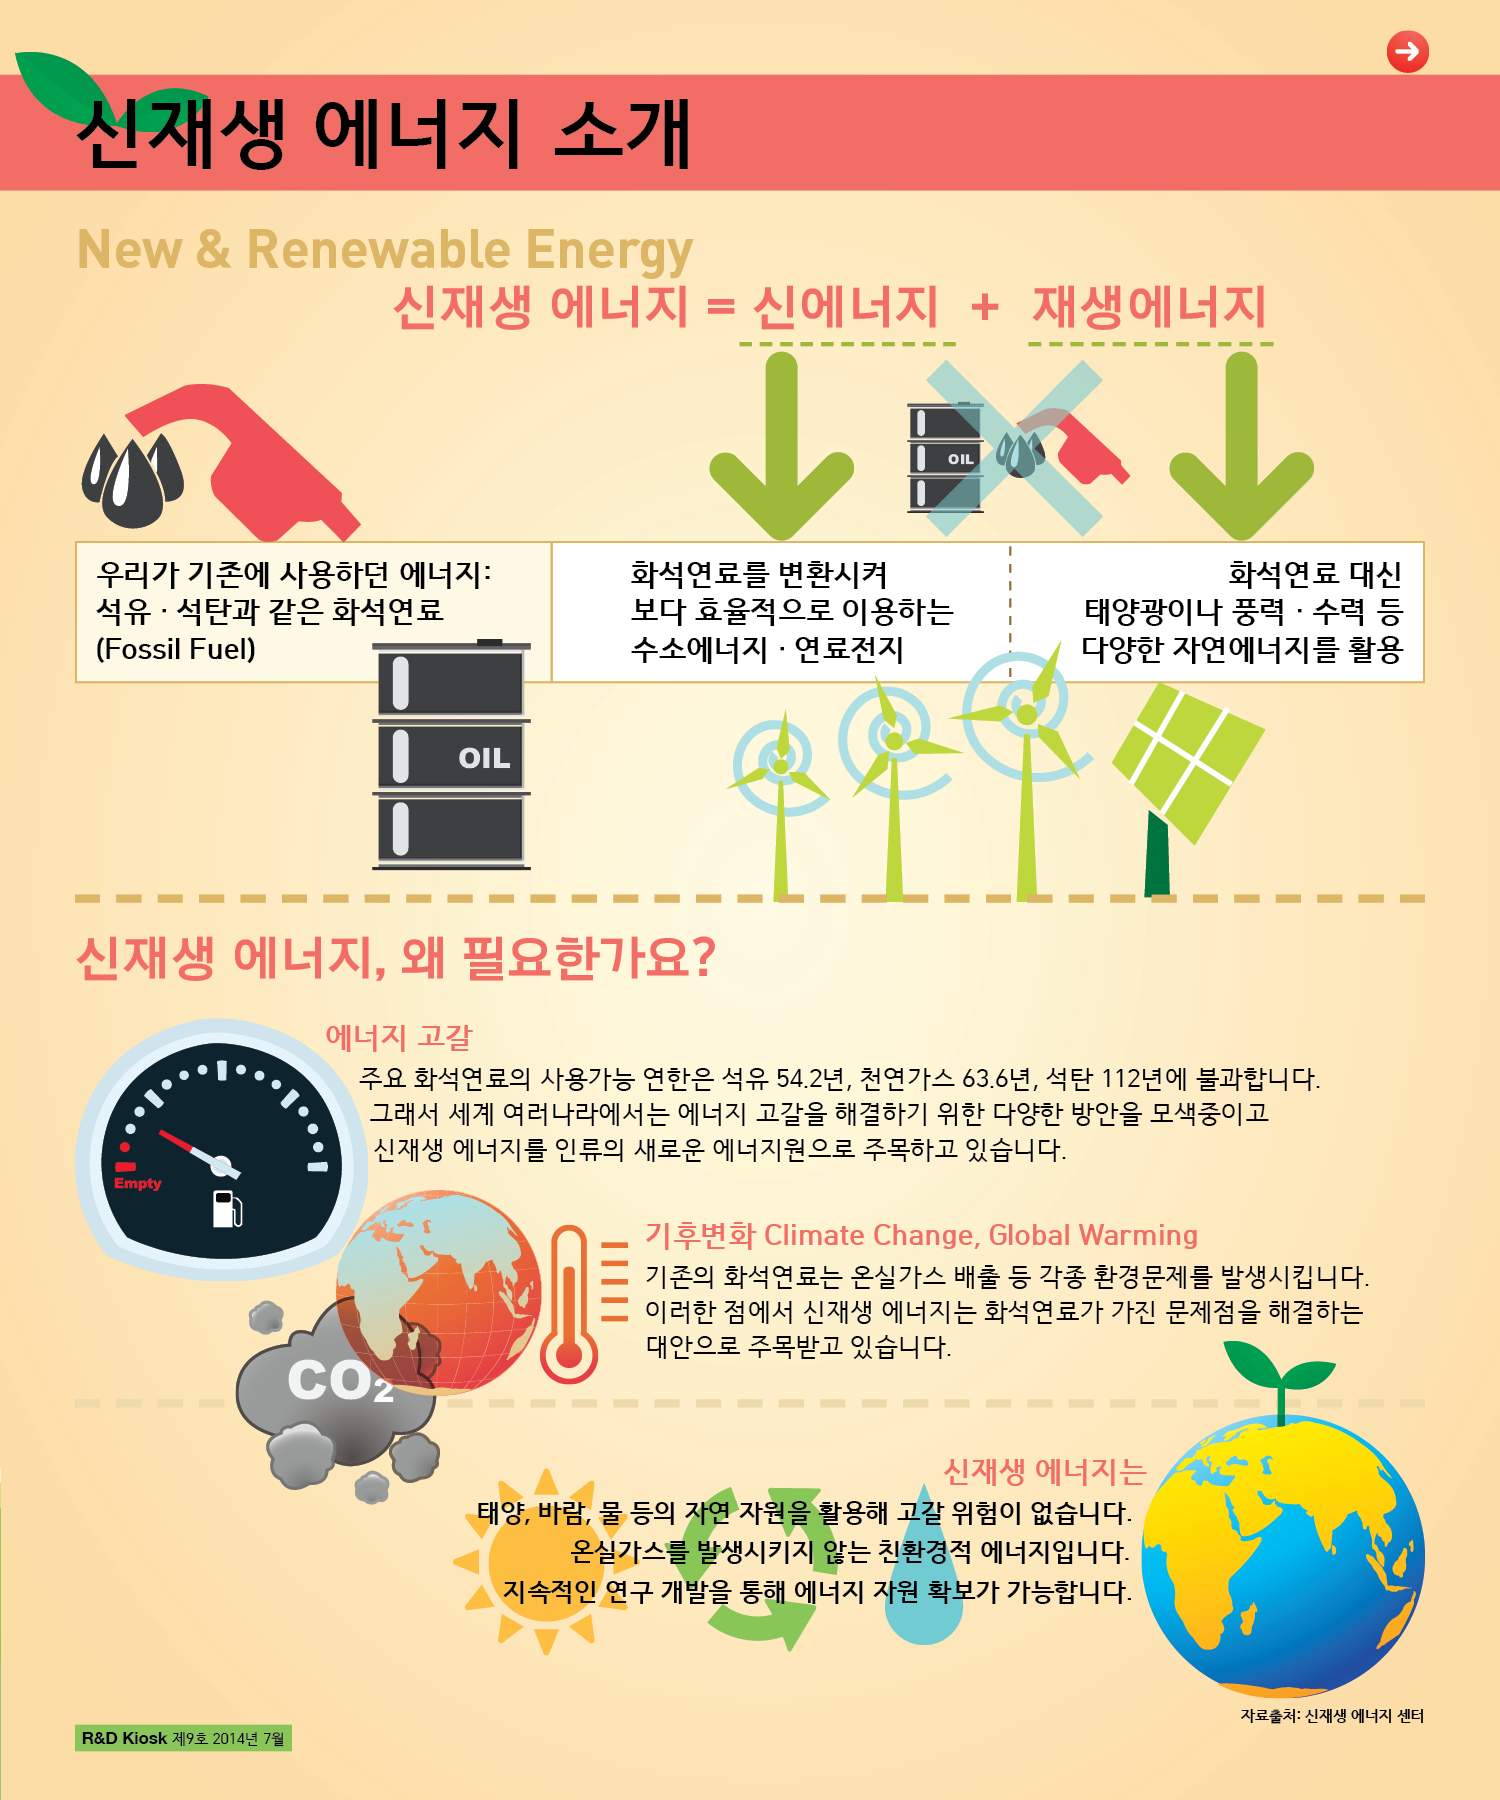 신재생 에너지 소개
New & Renewable Energy
신재생 에너지 = 신에너지 + 재생에너지
OIL
우리가 기존에 사용하던 에너지:
석유 · 석탄과 같은 화석연료
(Fossil Fuel)
화석연료를 변환시켜
보다 효율적으로 이용하는
수소에너지 · 연료전지
화석연료 대신
태양광이나 풍력 · 수력 등
다양한 자연에너지를 활용
OIL
신재생 에너지, 왜 필요한가요?
에너지 고갈
주요 화석연료의 사용가능 연한은 석유 54.2년, 천연가스 63.6년, 석탄 112년에 불과합니다.
그래서 세계 여러나라에서는 에너지 고갈을 해결하기 위한 다양한 방안을 모색중이고
신재생 에너지를 인류의 새로운 에너지원으로 주목하고 있습니다.
Empty
기후변화 Climate Change, Global Warming
기존의 화석연료는 온실가스 배출 등 각종 환경문제를 발생시킵니다.
이러한 점에서 신재생 에너지는 화석연료가 가진 문제점을 해결하는
대안으로 주목받고 있습니다.
CO2
신재생 에너지는
태양, 바람, 물 등의 자연 자원을 활용해 고갈 위험이 없습니다.
온실가스를 발생시키지 않는 친환경적 에너지입니다.
지속적인 연구 개발을 통해 에너지 자원 확보가 가능합니다.
자료출처: 신재생 에너지 센터
R&D Kiosk 제9호 2014년 7월